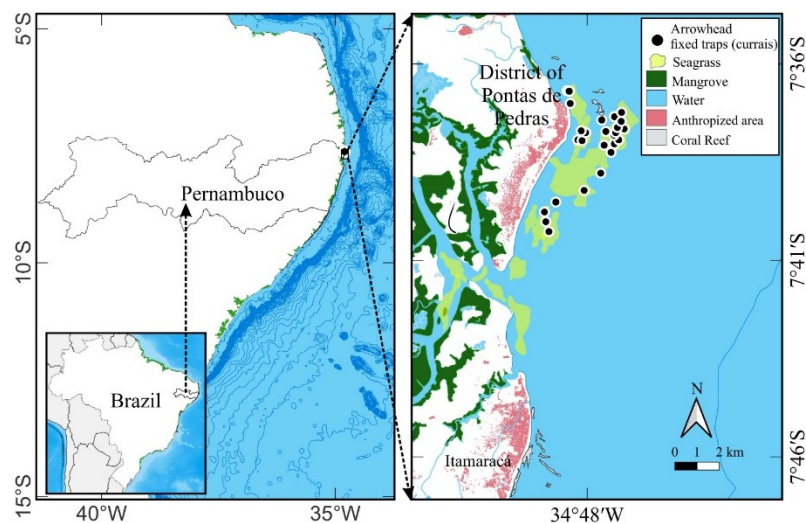 5°S
10°S
15°S
40°W
35°W
Pernambuco
Brazil
District of
Pontas de
Pedras
Itamaracá
Arrowhead
fixed traps (currais)
Seagrass
Mangrove
Water
Anthropized area
Coral Reef
7°36′S
7°41′S
7°46′S
N
0 1 2 km
34°48′W